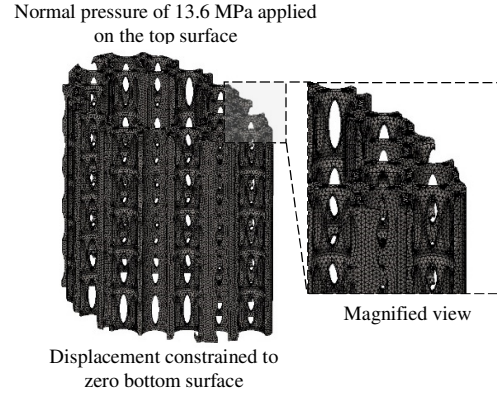 Normal pressure of 13.6 MPa applied
on the top surface
Magnified view
Displacement constrained to
zero bottom surface